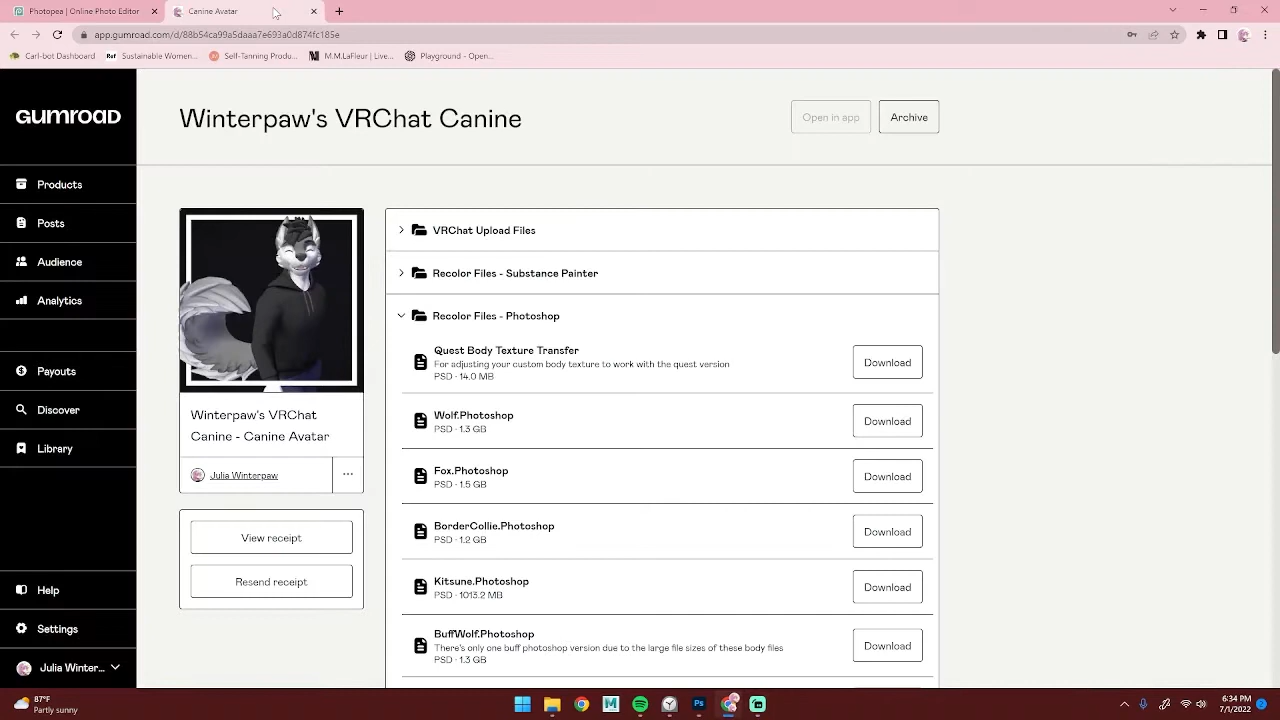 Photopea | Online Photo Editor
Canine Avatar
app.gumroad.com/d/88b54ca99a5daaa7e693a0d874fc185e
Carl-bot Dashboard
Ref
Sustainable Women...
Self-Tanning Produ...
M.M.LaFleur | Live...
Playground - Open...
GUMROAD
Winterpaw's VRChat Canine
Open in app
Archive
Products
Posts
Audience
Analytics
Payouts
Discover
Library
Help
Settings
Julia Winter...
Winterpaw's VRChat
Canine - Canine Avatar
Julia Winterpaw
...
View receipt
Resend receipt
VRChat Upload Files
Recolor Files - Substance Painter
Recolor Files - Photoshop
Quest Body Texture Transfer
For adjusting your custom body texture to work with the quest version
PSD · 14.0 MB
Download
Wolf.Photoshop
PSD · 1.3 GB
Download
Fox.Photoshop
PSD · 1.5 GB
Download
BorderCollie.Photoshop
PSD · 1.2 GB
Download
Kitsune.Photoshop
PSD · 1013.2 MB
Download
BuffWolf.Photoshop
There's only one buff photoshop version due to the large file sizes of these body files
PSD · 1.3 GB
Download
87°F
Partly sunny
Ps
6:34 PM
7/1/2022
2